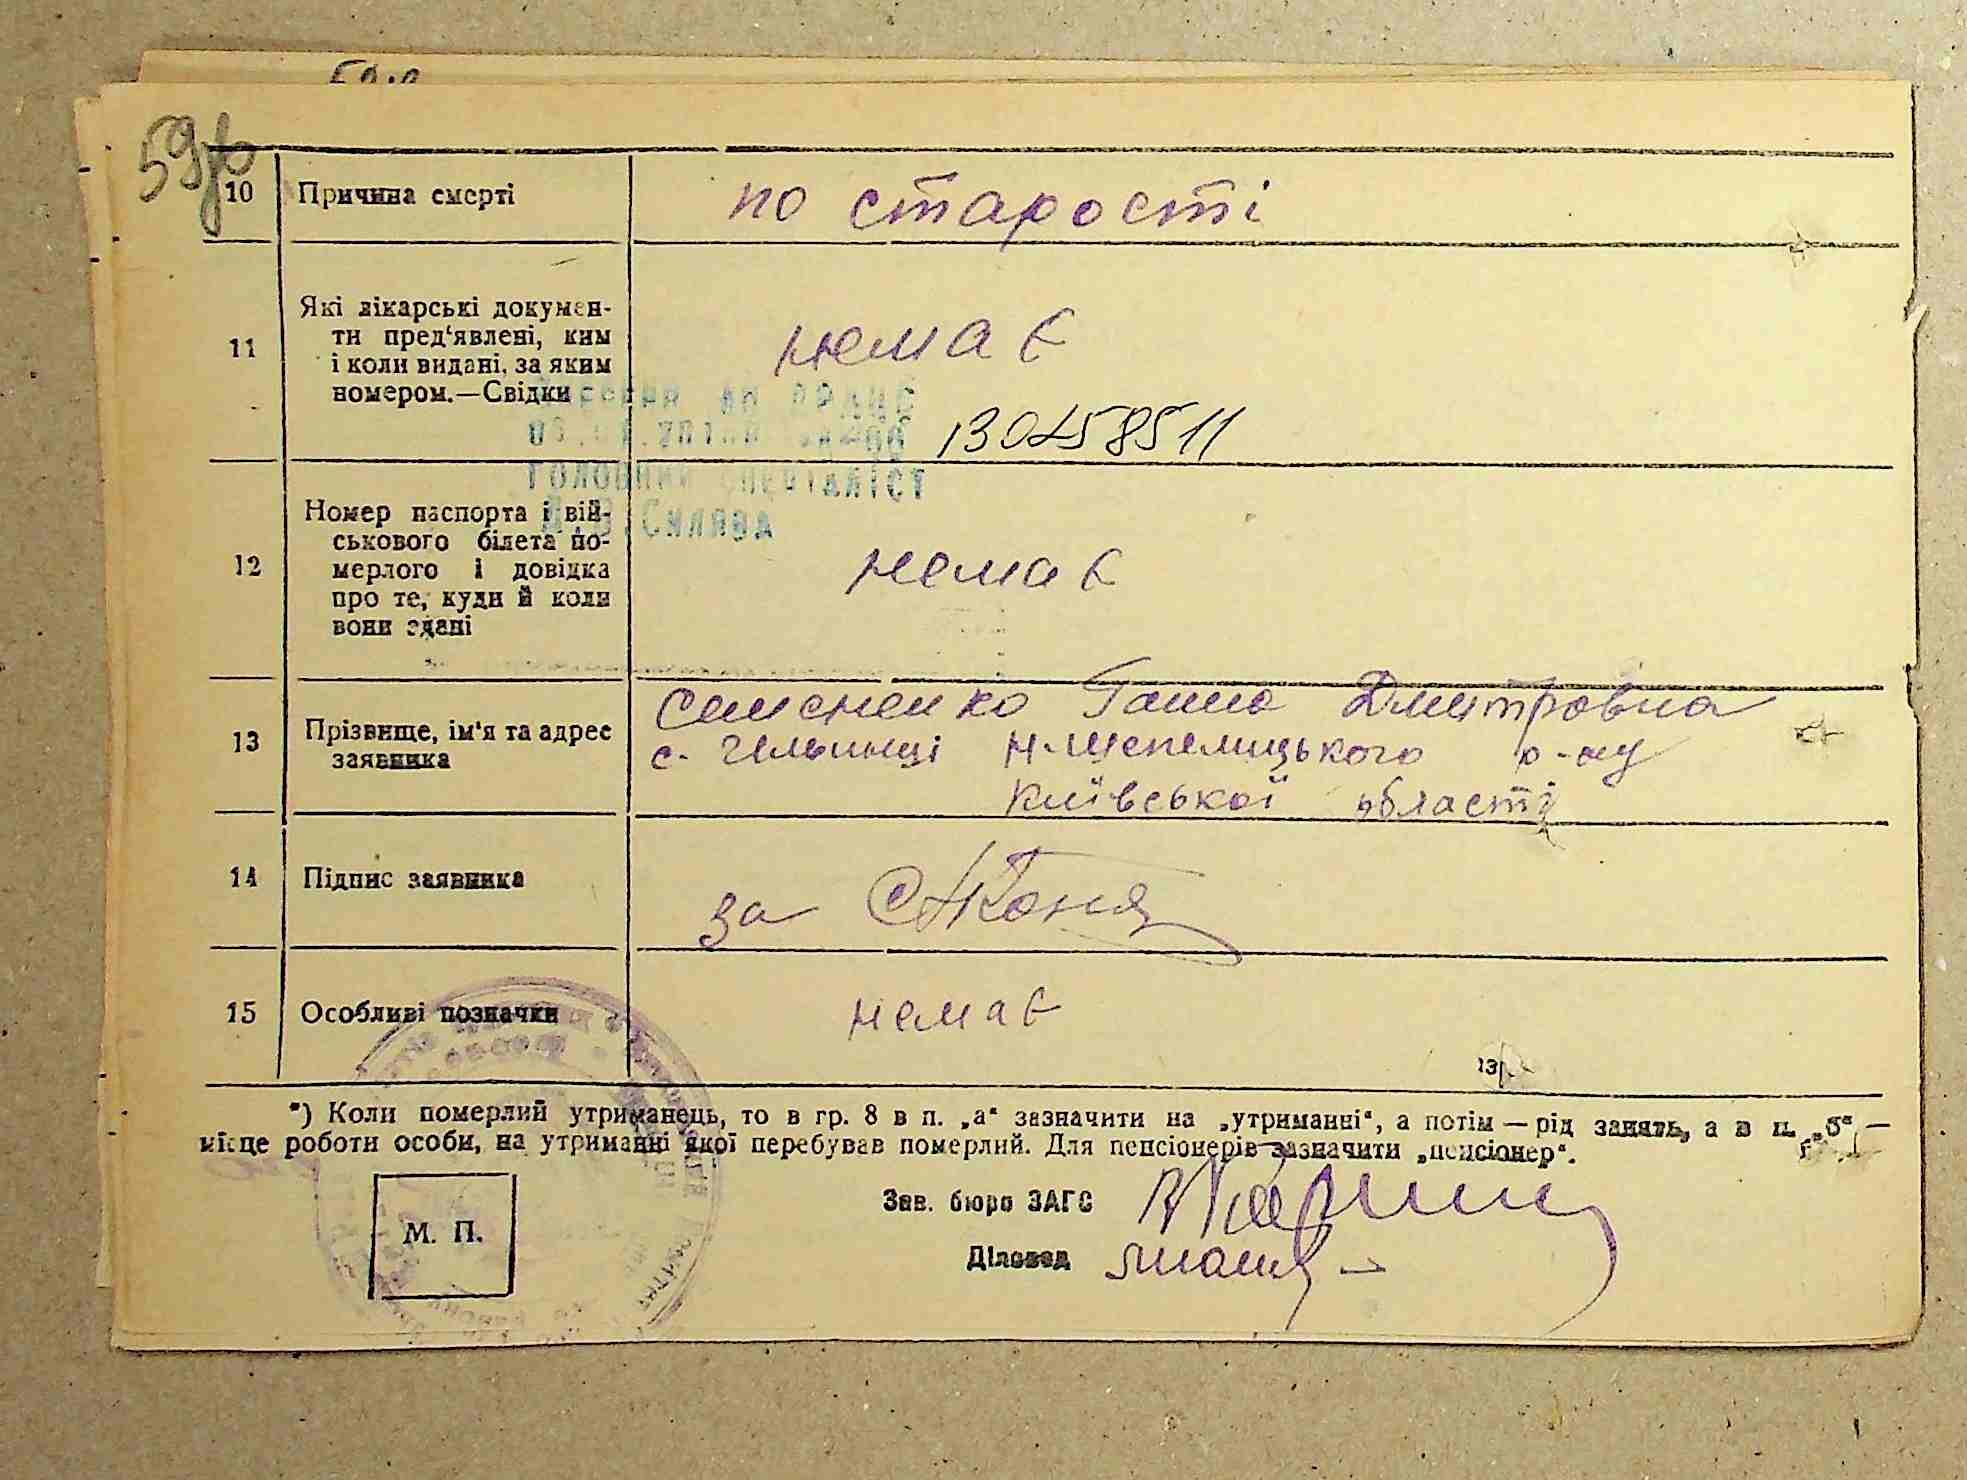 59зв
10 Причина смерті по старості
11 Які лікарські докумен-
ти пред'явлені, ким
і коли видані, за яким
номером.—Свідки
немає
130458511
головний спеціаліст
12 Номер паспорта і вій-
ськового білета по-
мерлого і довідка
про те, куди й коли
вони здані
немає
13 Прізвище, ім'я та адрес
заявника
Семененко Ганна Дмитровна
с. Чильинці Н-Шепелицького р-ну
Київської області
14 Підпис заявника
за
15 Особливі позначки немає
*) Коли померлий утриманець, то в гр. 8 в п. „а“ зазначити на „утриманні“, а потім — рід занять, а в п. „б“ —
місце роботи особи, на утриманні якої перебував померлий. Для пенсіонерів зазначити „пенсіонер“.
М. П.
Зав. бюро ЗАГС
Діловод